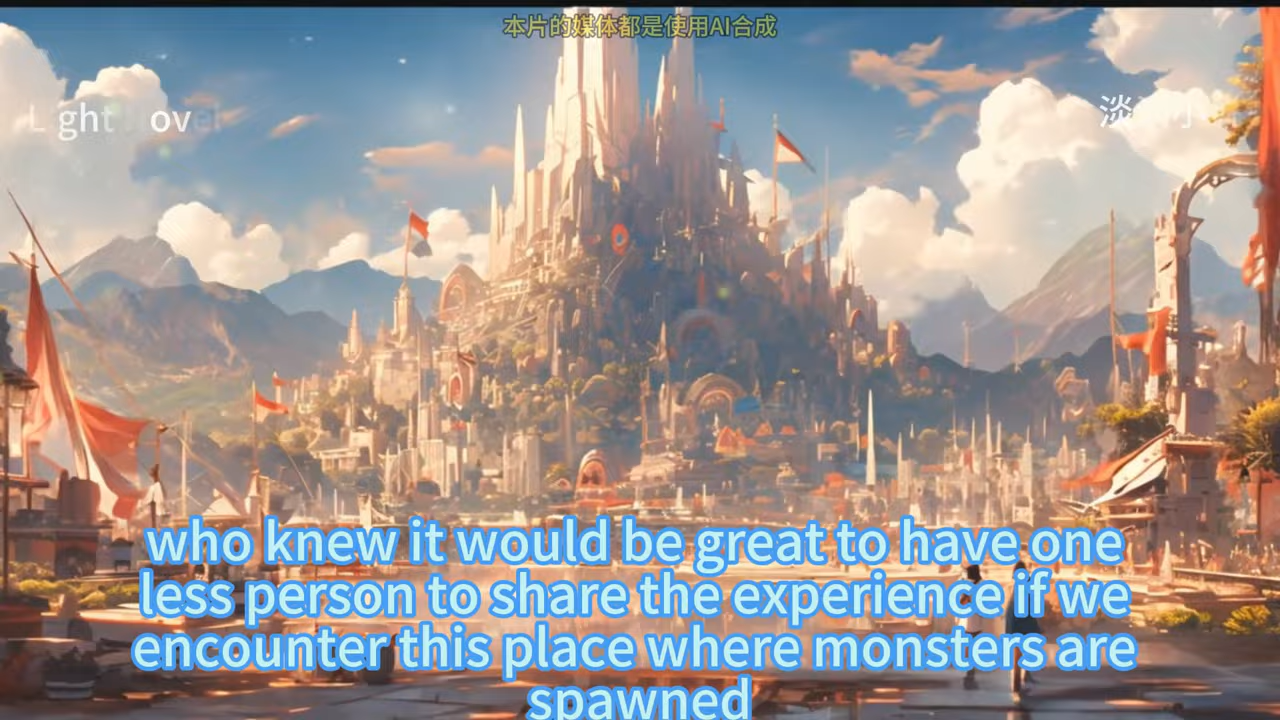 本片的媒体都是使用AI合成
who knew it would be great to have one
less person to share the experience if we
encounter this place where monsters are
spawned